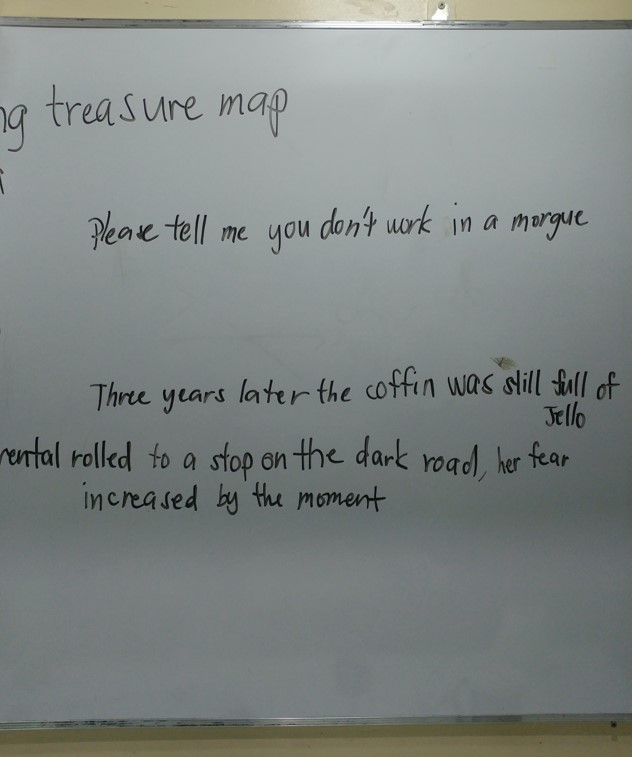 ng treasure map
Please tell me you don't work in a morgue
Three years later the coffin was still full of
Jello
rental rolled to a stop on the dark road, her fear
increased by the moment